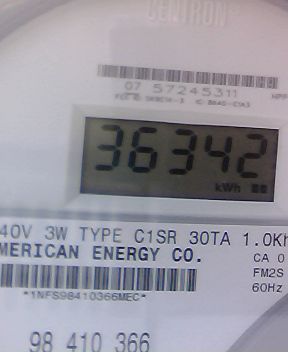 CENTRON®
07 57245311
36342
kWh
40V 3W TYPE C1SR 30TA 1.0Kh
MERICAN ENERGY CO.
CA 0
FM2S
60Hz
*1NFS98410366MEC*
98 410 366